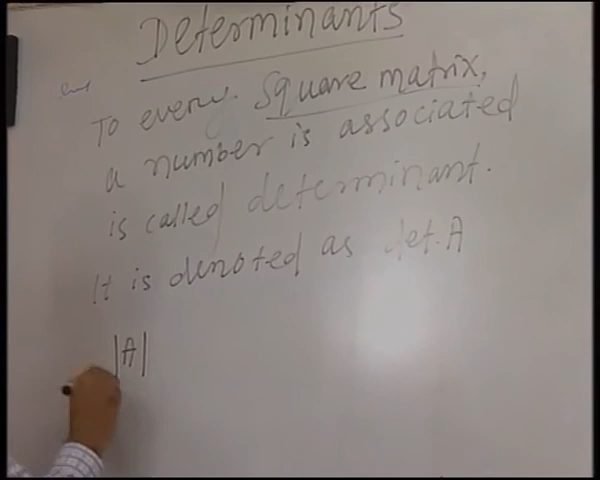 Determinants
To every square matrix,
a number is associated
is called determinant.
It is denoted as det. A
|A|